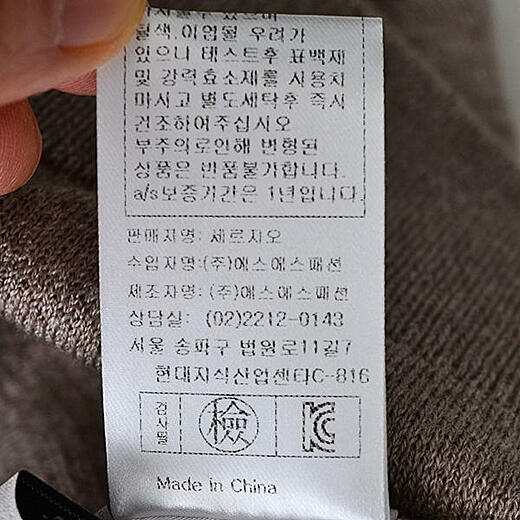 탈색,이염될 우려가
있으니 테스트후 표백제
및 강력효소제를 사용치
마시고 별도세탁후 즉시
건조하여주십시오
부주의로인해 변형된
상품은 반품불가합니다.
a/s보증기간은 1년입니다.
판매자명: 세르지오
수입자명:(주)에스에스패션
제조자명: (주)에스에스패션
상담실: (02)2212-0143
서울 송파구 법원로11길7
현대지식산업센타C-816
검사필 檢 KC
Made in China